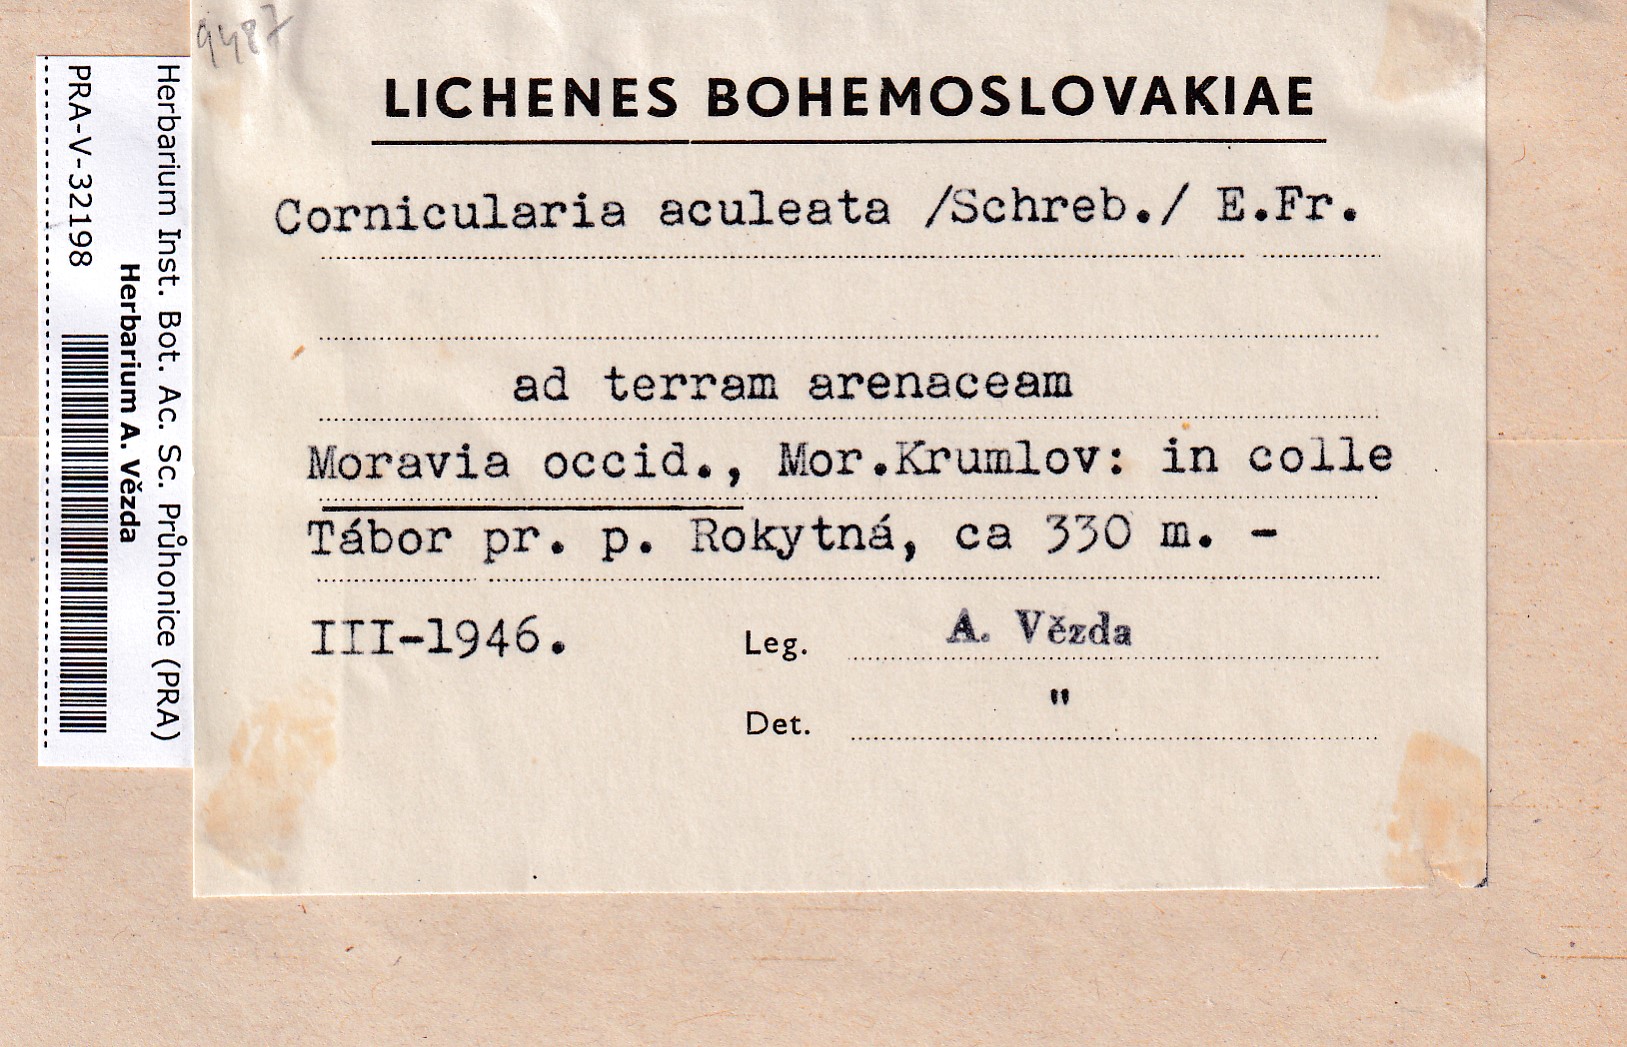 9487
LICHENES BOHEMOSLOVAKIAE
Cornicularia aculeata /Schreb./ E.Fr.
ad terram arenaceam
Moravia occid., Mor.Krumlov: in colle
Tábor pr. p. Rokytná, ca 330 m. -
III-1946.
Leg. A. Vězda
Det. "
Herbarium Inst. Bot. Ac. Sc. Průhonice (PRA)
Herbarium A. Vězda
PRA-V-32198